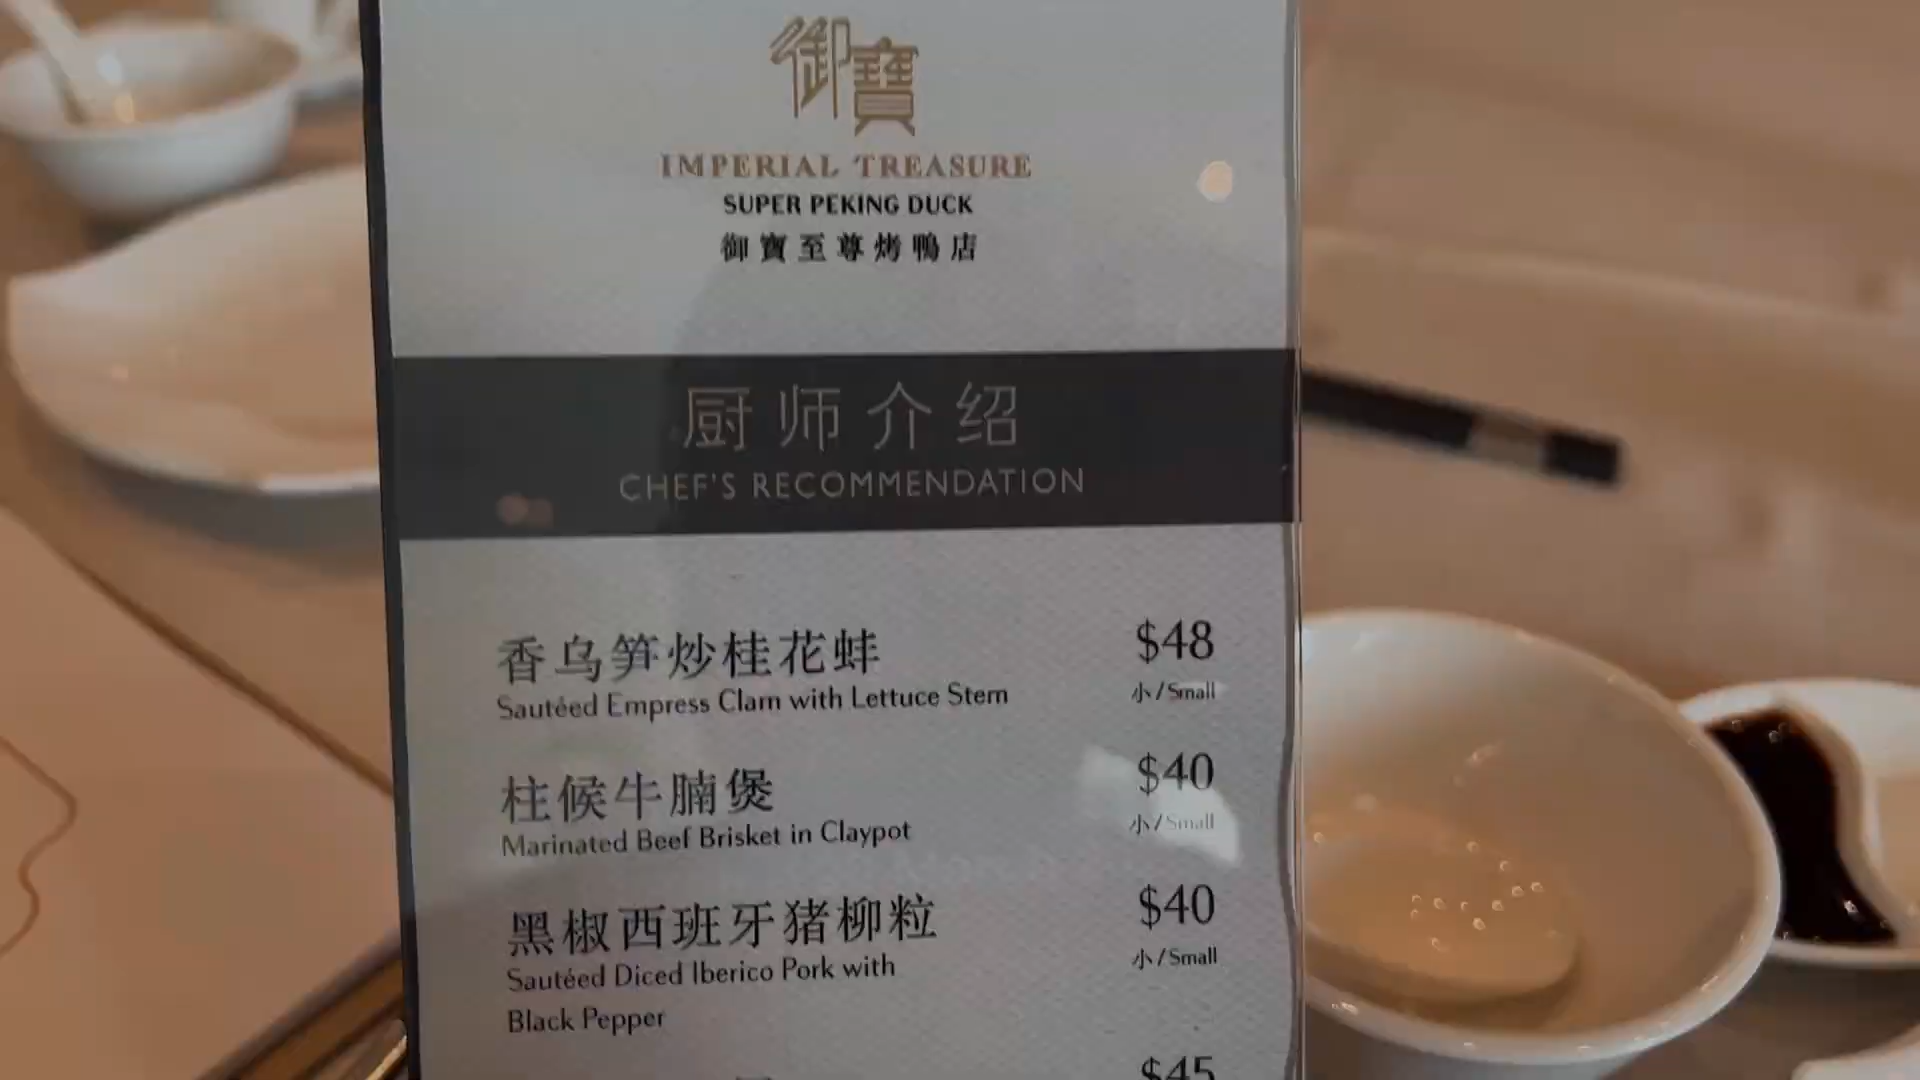 御寶
IMPERIAL TREASURE
SUPER PEKING DUCK
御寶至尊烤鴨店
厨师介绍
CHEF'S RECOMMENDATION
香乌笋炒桂花蚌 $48
Sautéed Empress Clam with Lettuce Stem 小/Small
柱候牛腩煲 $40
Marinated Beef Brisket in Claypot 小/Small
黑椒西班牙猪柳粒 $40
Sautéed Diced Iberico Pork with 小/Small
Black Pepper
$45